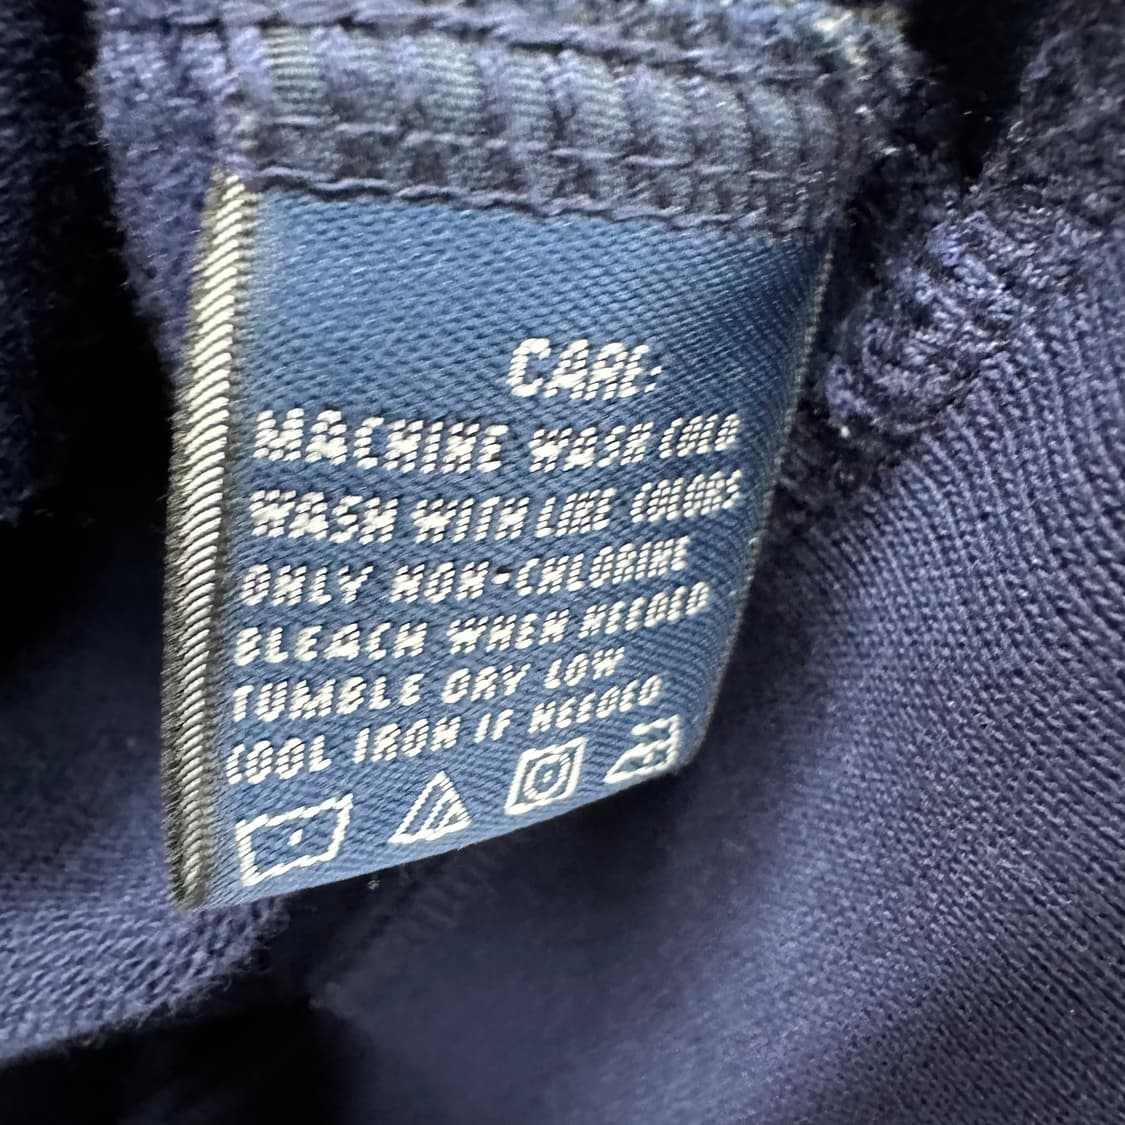 CARE:
MACHINE WASH COLD
WASH WITH LIKE COLORS
ONLY NON-CHLORINE
BLEACH WHEN NEEDED
TUMBLE DRY LOW
COOL IRON IF NEEDED